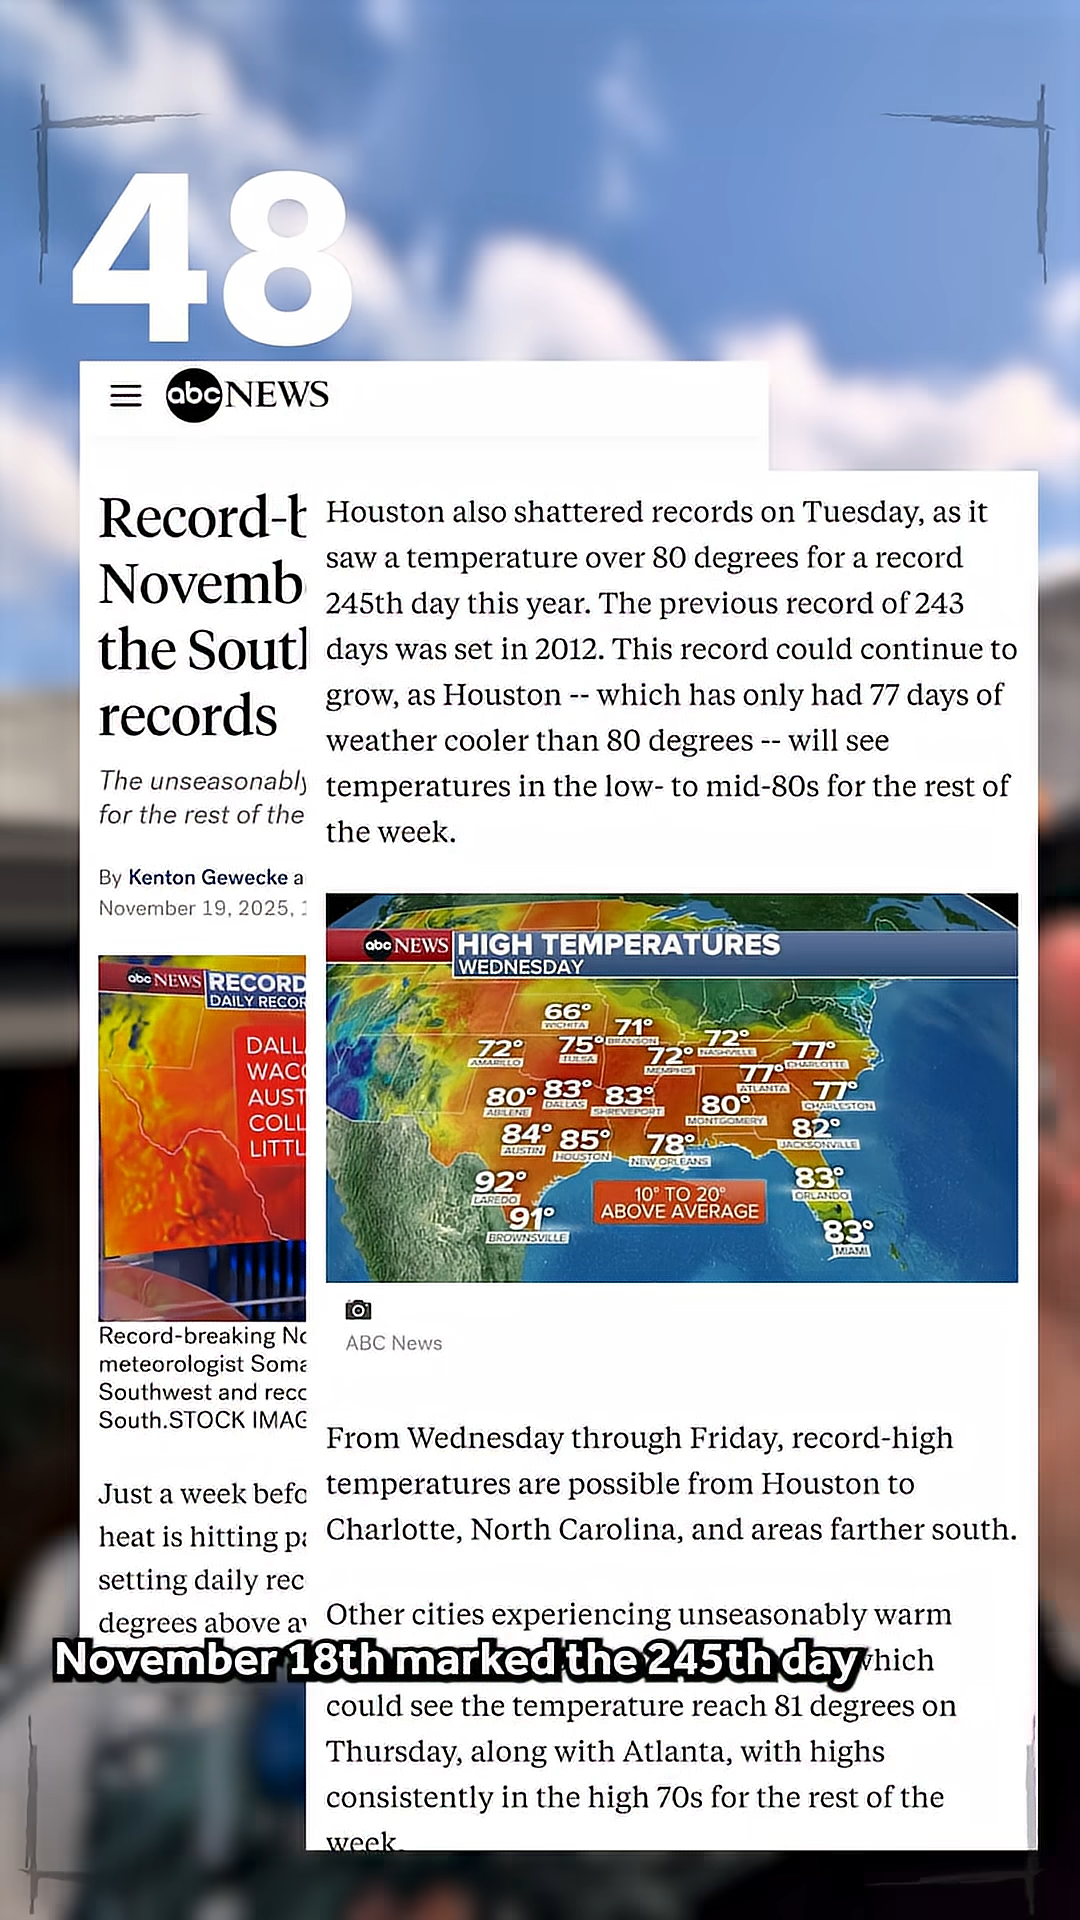 48
abc NEWS
Record-b
Novemb
the South
records
The unseasonably
for the rest of the
By Kenton Gewecke a
November 19, 2025, 1
abc NEWS RECORD
DAILY RECOR
DALL
WACO
AUST
COLL
LITTL
Record-breaking No
meteorologist Soma
Southwest and reco
South.STOCK IMAG
Just a week befo
heat is hitting pa
setting daily rec
degrees above av
Houston also shattered records on Tuesday, as it
saw a temperature over 80 degrees for a record
245th day this year. The previous record of 243
days was set in 2012. This record could continue to
grow, as Houston -- which has only had 77 days of
weather cooler than 80 degrees -- will see
temperatures in the low- to mid-80s for the rest of
the week.
abc NEWS HIGH TEMPERATURES
WEDNESDAY
66° WICHITA
71° BRANSON
72° NASHVILLE
72° AMARILLO
75° TULSA
72° MEMPHIS
77° CHARLOTTE
77° ATLANTA
80° ABILENE
83° DALLAS
83° SHREVEPORT
80° MONTGOMERY
77° CHARLESTON
84° AUSTIN
85° HOUSTON
78° NEW ORLEANS
82° JACKSONVILLE
92° LAREDO
91° BROWNSVILLE
10° TO 20°
ABOVE AVERAGE
83° ORLANDO
83° MIAMI
ABC News
From Wednesday through Friday, record-high
temperatures are possible from Houston to
Charlotte, North Carolina, and areas farther south.
Other cities experiencing unseasonably warm
which
could see the temperature reach 81 degrees on
Thursday, along with Atlanta, with highs
consistently in the high 70s for the rest of the
week.
November 18th marked the 245th day